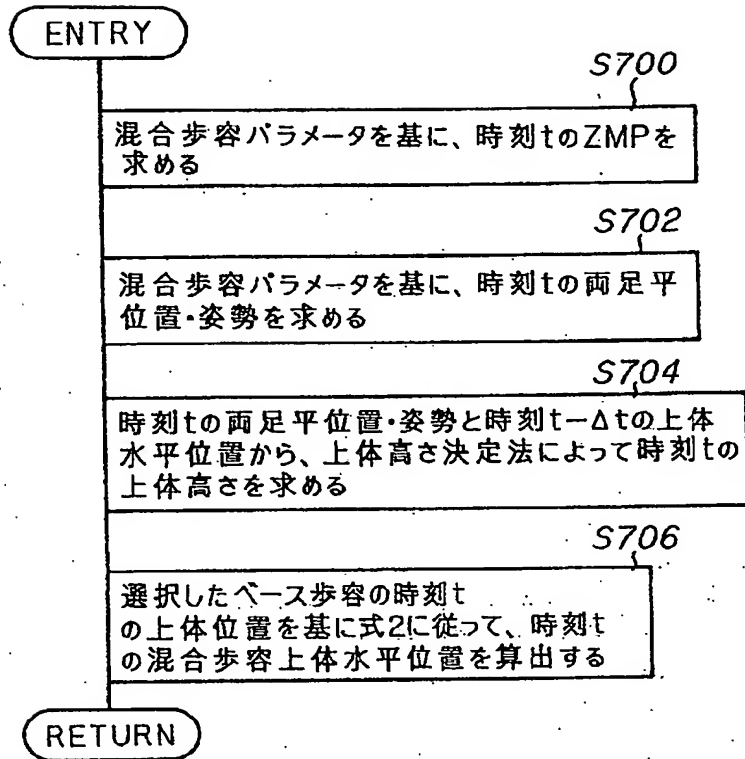 ENTRY
S700
混合歩容パラメータを基に、時刻tのZMPを
求める
S702
混合歩容パラメータを基に、時刻tの両足平
位置・姿勢を求める
S704
時刻tの両足平位置・姿勢と時刻t-Δtの上体
水平位置から、上体高さ決定法によって時刻tの
上体高さを求める
S706
選択したベース歩容の時刻t
の上体位置を基に式2に従って、時刻t
の混合歩容上体水平位置を算出する
RETURN